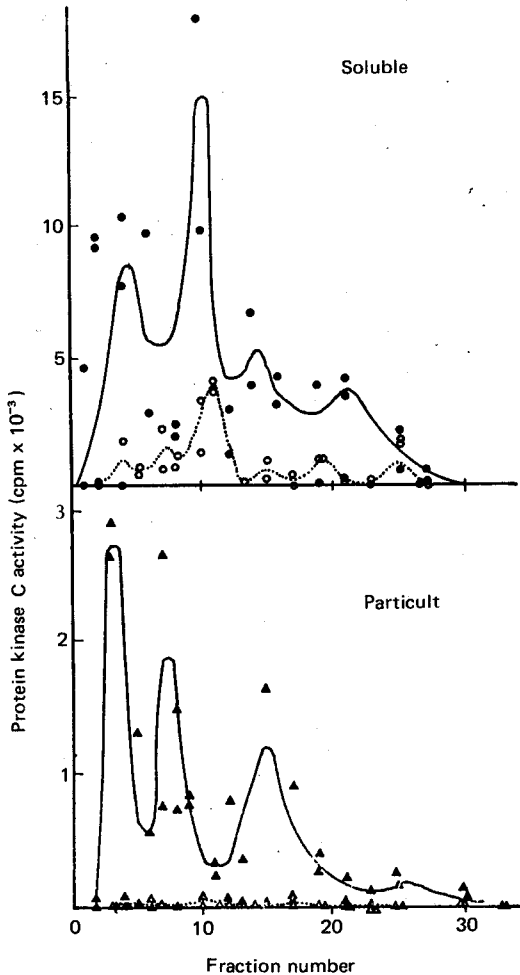 Soluble
15
10
5
Protein kinase C activity (cpm x 10⁻³)
3
Particult
2
1
0
10
20
30
Fraction number